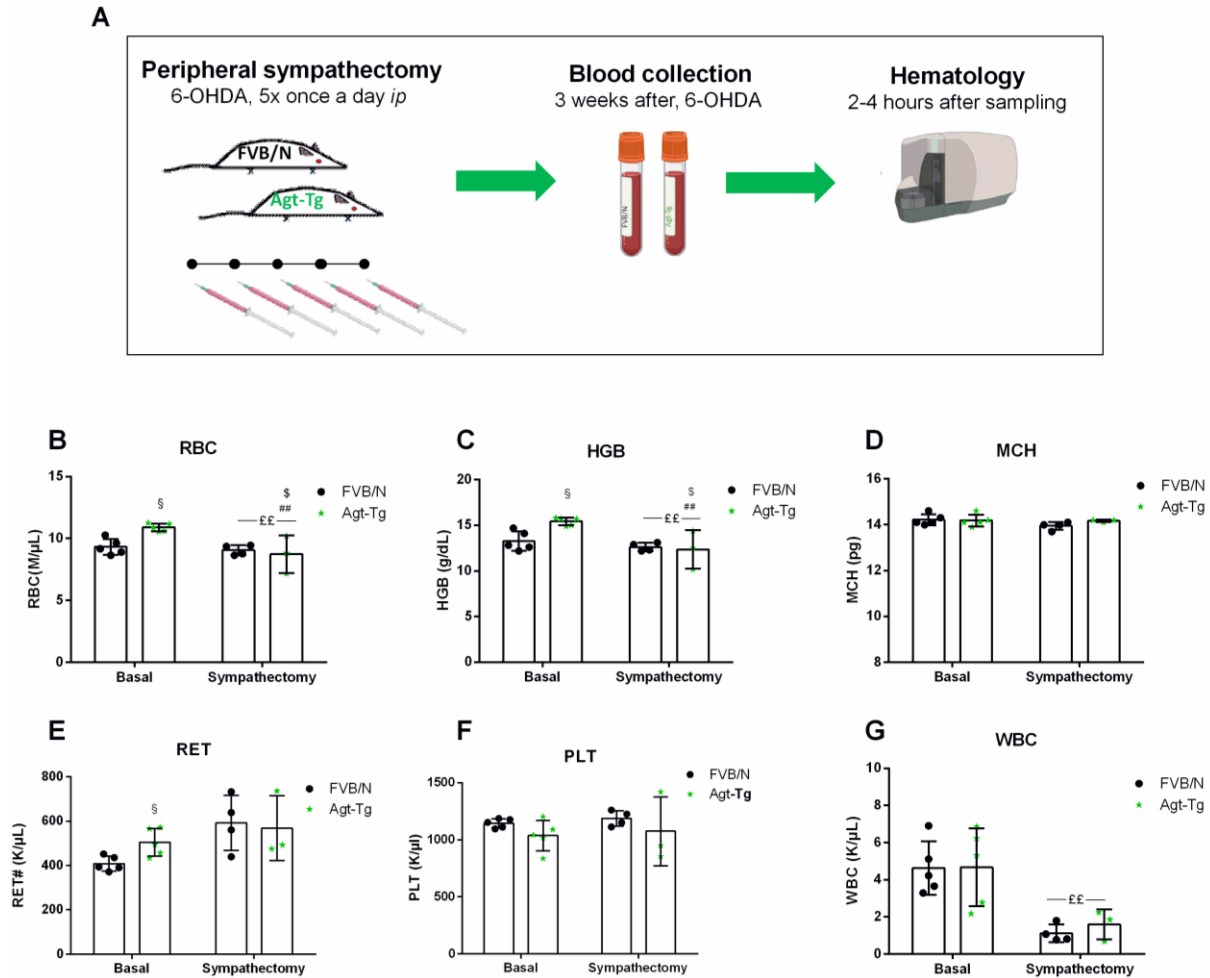 A
Peripheral sympathectomy
6-OHDA, 5x once a day ip
FVB/N
Agt-Tg
Blood collection
3 weeks after, 6-OHDA
FVB/N
Agt-Tg
Hematology
2-4 hours after sampling
B
RBC
RBC(M/µL)
15
10
5
0
§
$
##
££
FVB/N
Agt-Tg
Basal
Sympathectomy
C
HGB
HGB (g/dL)
20
15
10
5
0
§
$
##
££
FVB/N
Agt-Tg
Basal
Sympathectomy
D
MCH
MCH (pg)
16
14
12
10
8
FVB/N
Agt-Tg
Basal
Sympathectomy
E
RET
RET# (K/µL)
800
600
400
200
0
§
FVB/N
Agt-Tg
Basal
Sympathectomy
F
PLT
PLT (K/µl)
1500
1000
500
0
FVB/N
Agt-Tg
Basal
Sympathectomy
G
WBC
WBC (K/µL)
6
4
2
0
8
££
FVB/N
Agt-Tg
Basal
Sympathectomy